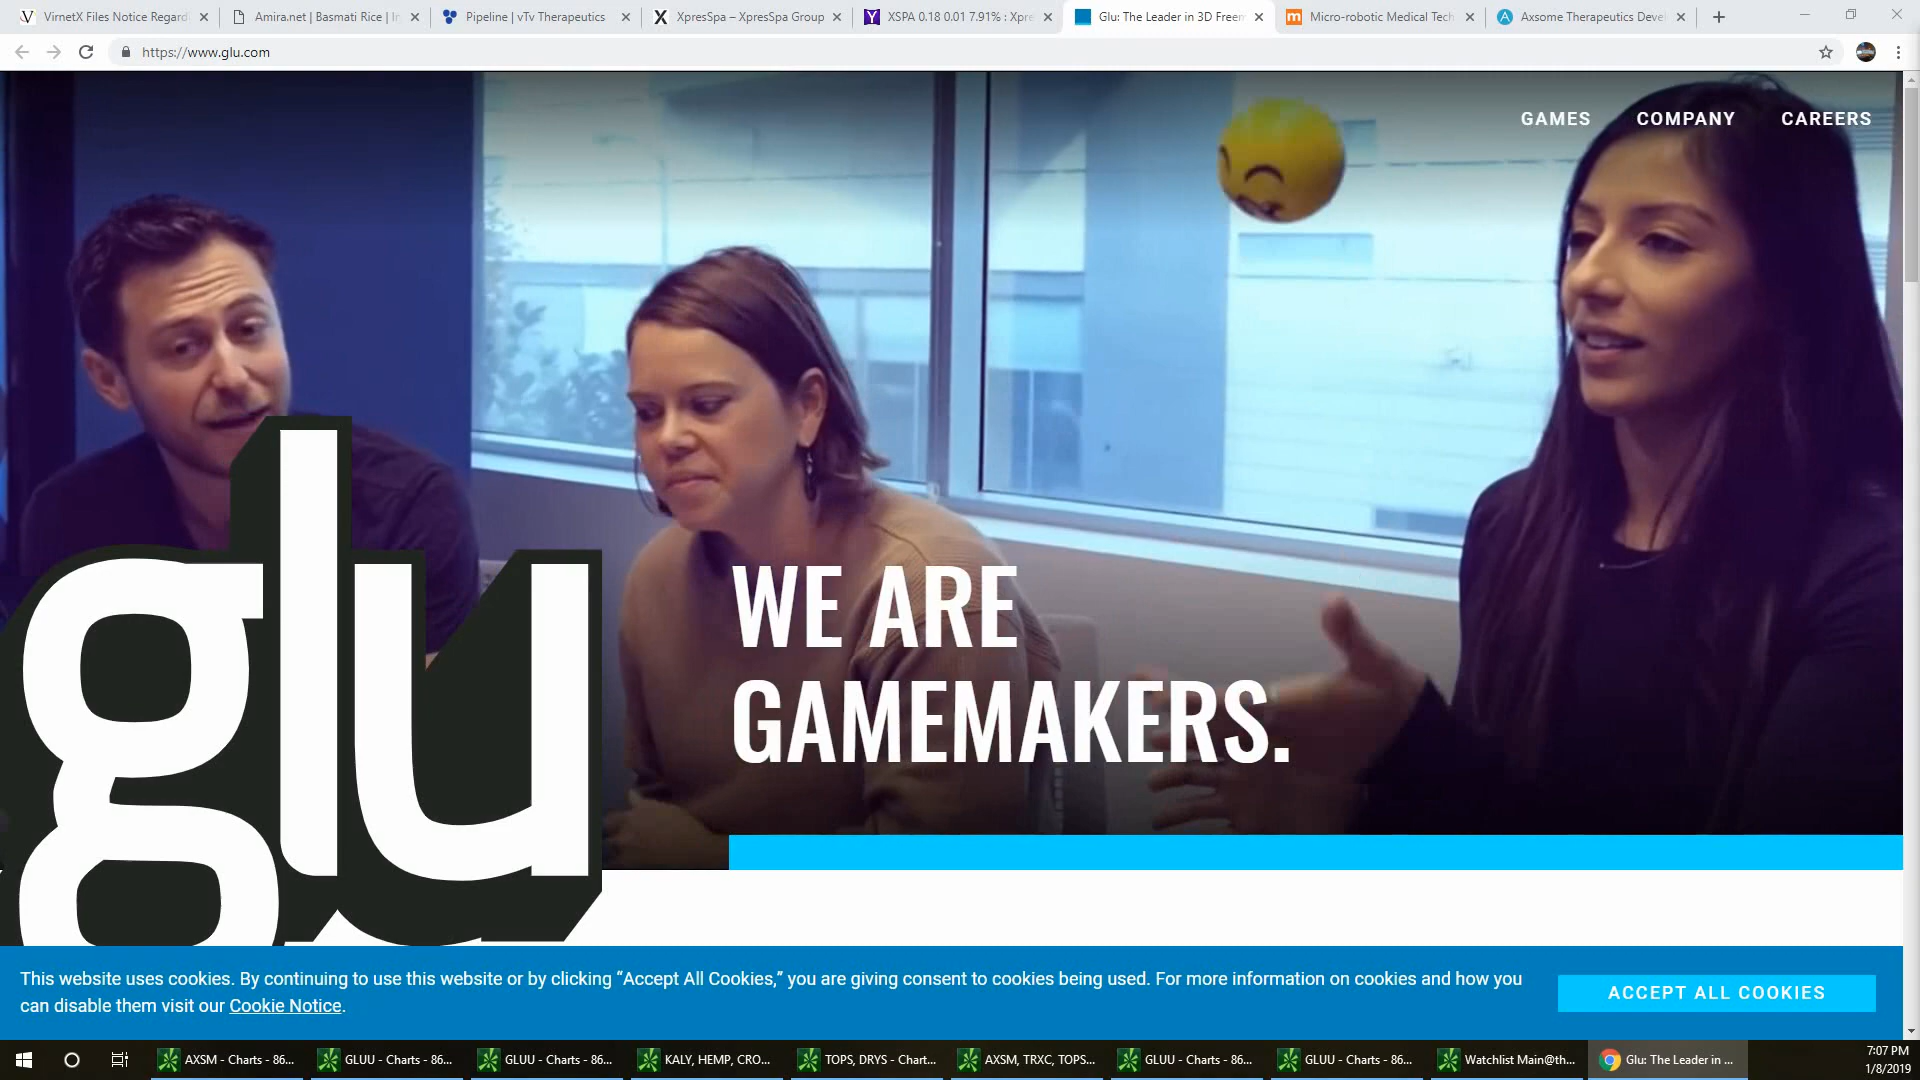 VirnetX Files Notice Regard
Amira.net | Basmati Rice | In
Pipeline | vTv Therapeutics
XpresSpa – XpresSpa Group
XSPA 0.18 0.01 7.91% : Xpre
Glu: The Leader in 3D Freem
Micro-robotic Medical Tech
Axsome Therapeutics Devel
https://www.glu.com
GAMES COMPANY CAREERS
glu
WE ARE
GAMEMAKERS.
This website uses cookies. By continuing to use this website or by clicking “Accept All Cookies,” you are giving consent to cookies being used. For more information on cookies and how you
can disable them visit our Cookie Notice.
ACCEPT ALL COOKIES
AXSM - Charts - 86...
GLUU - Charts - 86...
GLUU - Charts - 86...
KALY, HEMP, CRO...
TOPS, DRYS - Chart...
AXSM, TRXC, TOPS...
GLUU - Charts - 86...
GLUU - Charts - 86...
Watchlist Main@th...
Glu: The Leader in ...
7:07 PM
1/8/2019